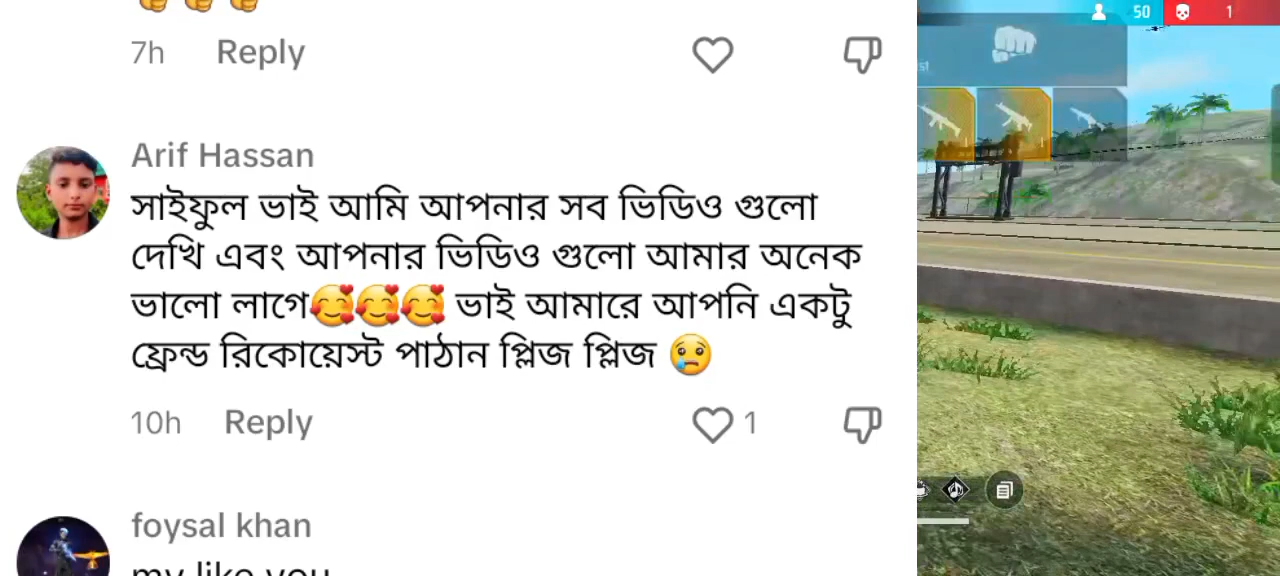 7h Reply
Arif Hassan
সাইফুল ভাই আমি আপনার সব ভিডিও গুলো
দেখি এবং আপনার ভিডিও গুলো আমার অনেক
ভালো লাগে🥰🥰🥰 ভাই আমারে আপনি একটু
ফ্রেন্ড রিকোয়েস্ট পাঠান প্লিজ প্লিজ 😢
10h Reply 1
foysal khan
my like you
50 1